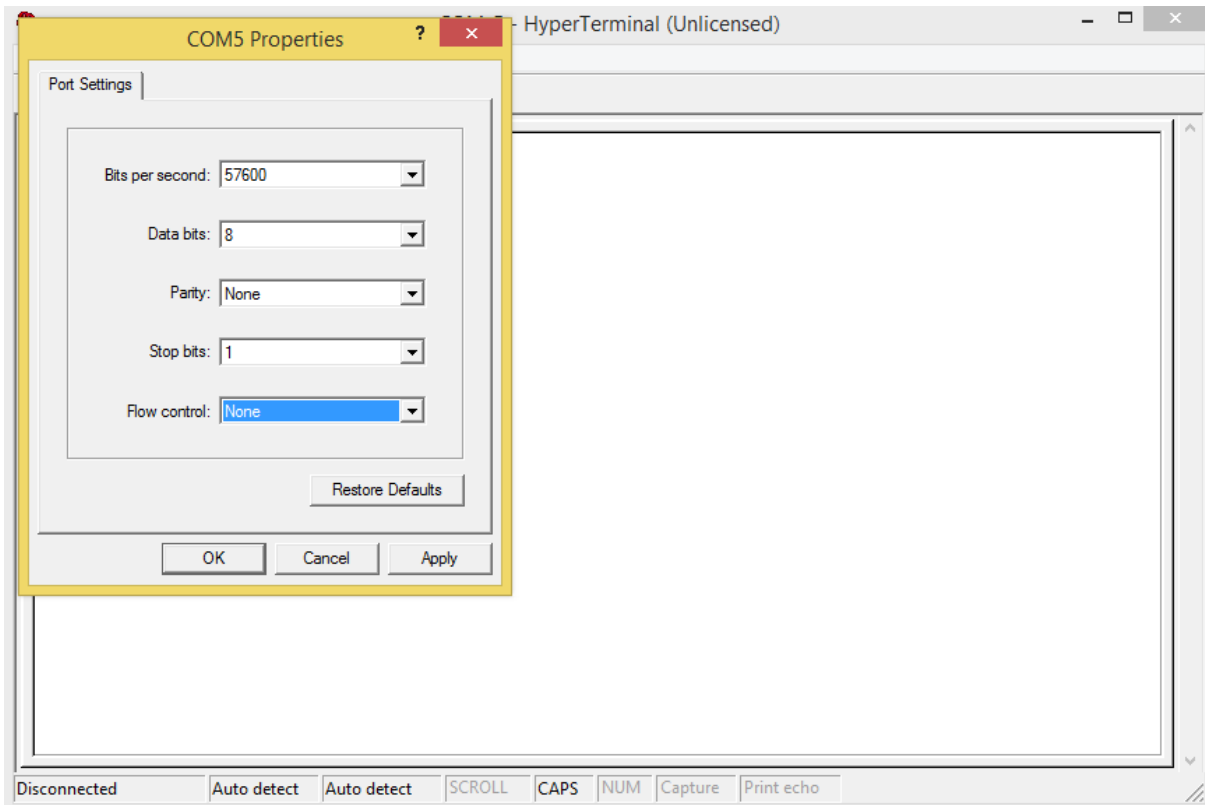 - HyperTerminal (Unlicensed)
COM5 Properties ?
Port Settings
Bits per second: 57600
Data bits: 8
Parity: None
Stop bits: 1
Flow control: None
Restore Defaults
OK Cancel Apply
Disconnected Auto detect Auto detect SCROLL CAPS NUM Capture Print echo